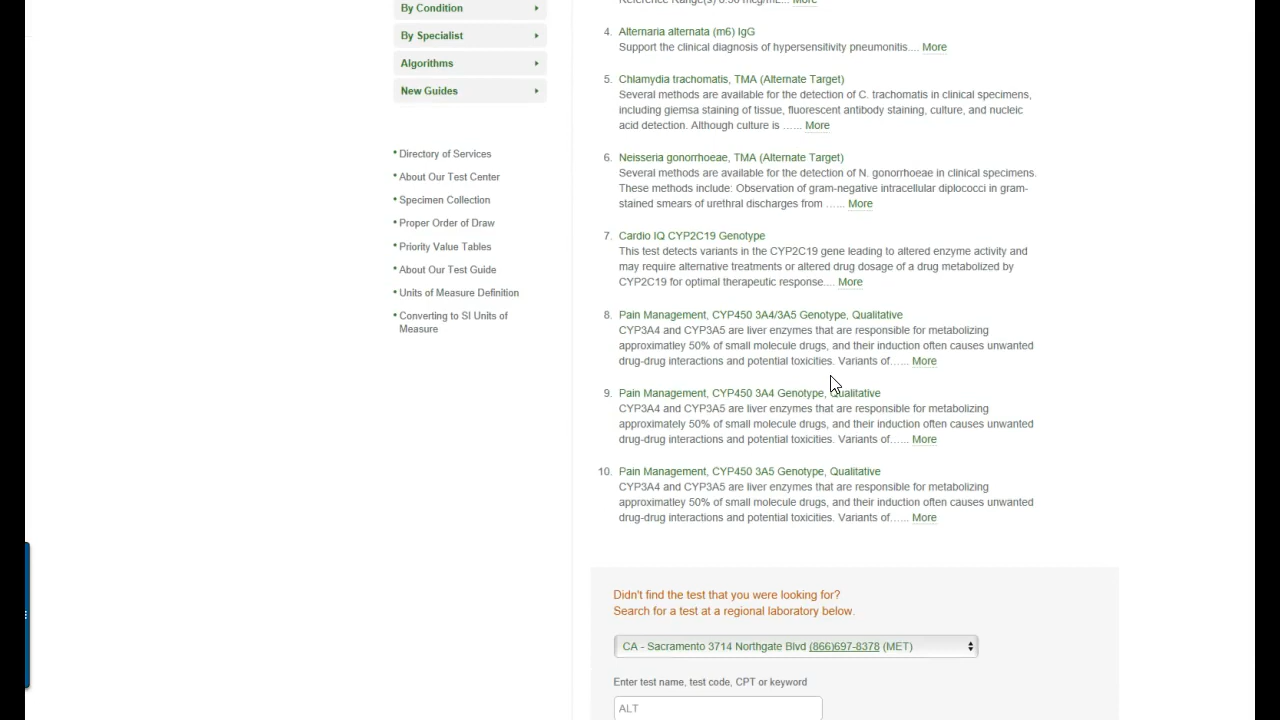 By Condition
By Specialist
Algorithms
New Guides
Directory of Services
About Our Test Center
Specimen Collection
Proper Order of Draw
Priority Value Tables
About Our Test Guide
Units of Measure Definition
Converting to SI Units of
Measure
More
4. Alternaria alternata (m6) IgG
Support the clinical diagnosis of hypersensitivity pneumonitis.... More
5. Chlamydia trachomatis, TMA (Alternate Target)
Several methods are available for the detection of C. trachomatis in clinical specimens,
including giemsa staining of tissue, fluorescent antibody staining, culture, and nucleic
acid detection. Although culture is ...... More
6. Neisseria gonorrhoeae, TMA (Alternate Target)
Several methods are available for the detection of N. gonorrhoeae in clinical specimens.
These methods include: Observation of gram-negative intracellular diplococci in gram-
stained smears of urethral discharges from ...... More
7. Cardio IQ CYP2C19 Genotype
This test detects variants in the CYP2C19 gene leading to altered enzyme activity and
may require alternative treatments or altered drug dosage of a drug metabolized by
CYP2C19 for optimal therapeutic response.... More
8. Pain Management, CYP450 3A4/3A5 Genotype, Qualitative
CYP3A4 and CYP3A5 are liver enzymes that are responsible for metabolizing
approximatley 50% of small molecule drugs, and their induction often causes unwanted
drug-drug interactions and potential toxicities. Variants of...... More
9. Pain Management, CYP450 3A4 Genotype, Qualitative
CYP3A4 and CYP3A5 are liver enzymes that are responsible for metabolizing
approximately 50% of small molecule drugs, and their induction often causes unwanted
drug-drug interactions and potential toxicities. Variants of...... More
10. Pain Management, CYP450 3A5 Genotype, Qualitative
CYP3A4 and CYP3A5 are liver enzymes that are responsible for metabolizing
approximatley 50% of small molecule drugs, and their induction often causes unwanted
drug-drug interactions and potential toxicities. Variants of...... More
Didn't find the test that you were looking for?
Search for a test at a regional laboratory below.
CA - Sacramento 3714 Northgate Blvd (866)697-8378 (MET)
Enter test name, test code, CPT or keyword
ALT